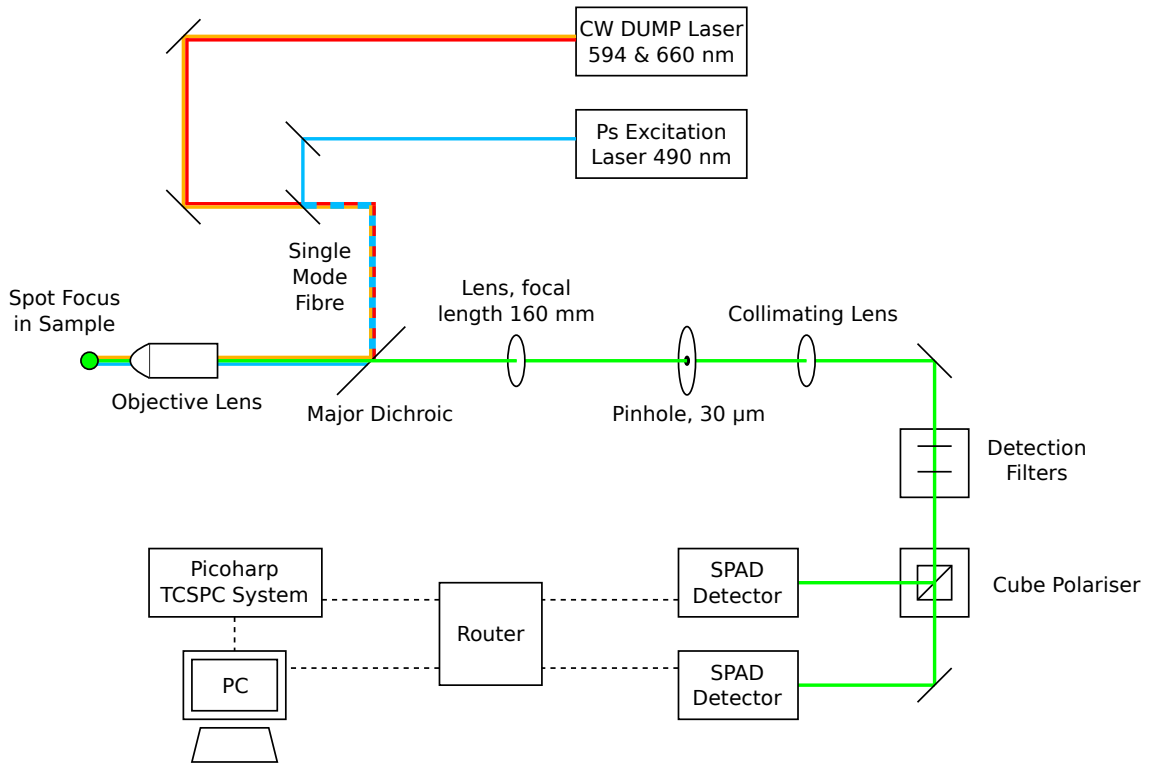 CW DUMP Laser
594 & 660 nm
Ps Excitation
Laser 490 nm
Single
Mode
Fibre
Spot Focus
in Sample
Lens, focal
length 160 mm
Collimating Lens
Objective Lens
Major Dichroic
Pinhole, 30 µm
Detection
Filters
Picoharp
TCSPC System
Router
SPAD
Detector
Cube Polariser
PC
SPAD
Detector